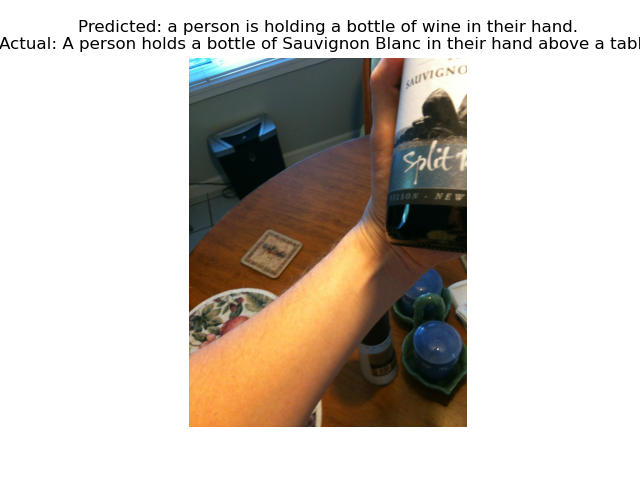 Predicted: a person is holding a bottle of wine in their hand.
Actual: A person holds a bottle of Sauvignon Blanc in their hand above a tabl
SAUVIGNO
Split
NEW